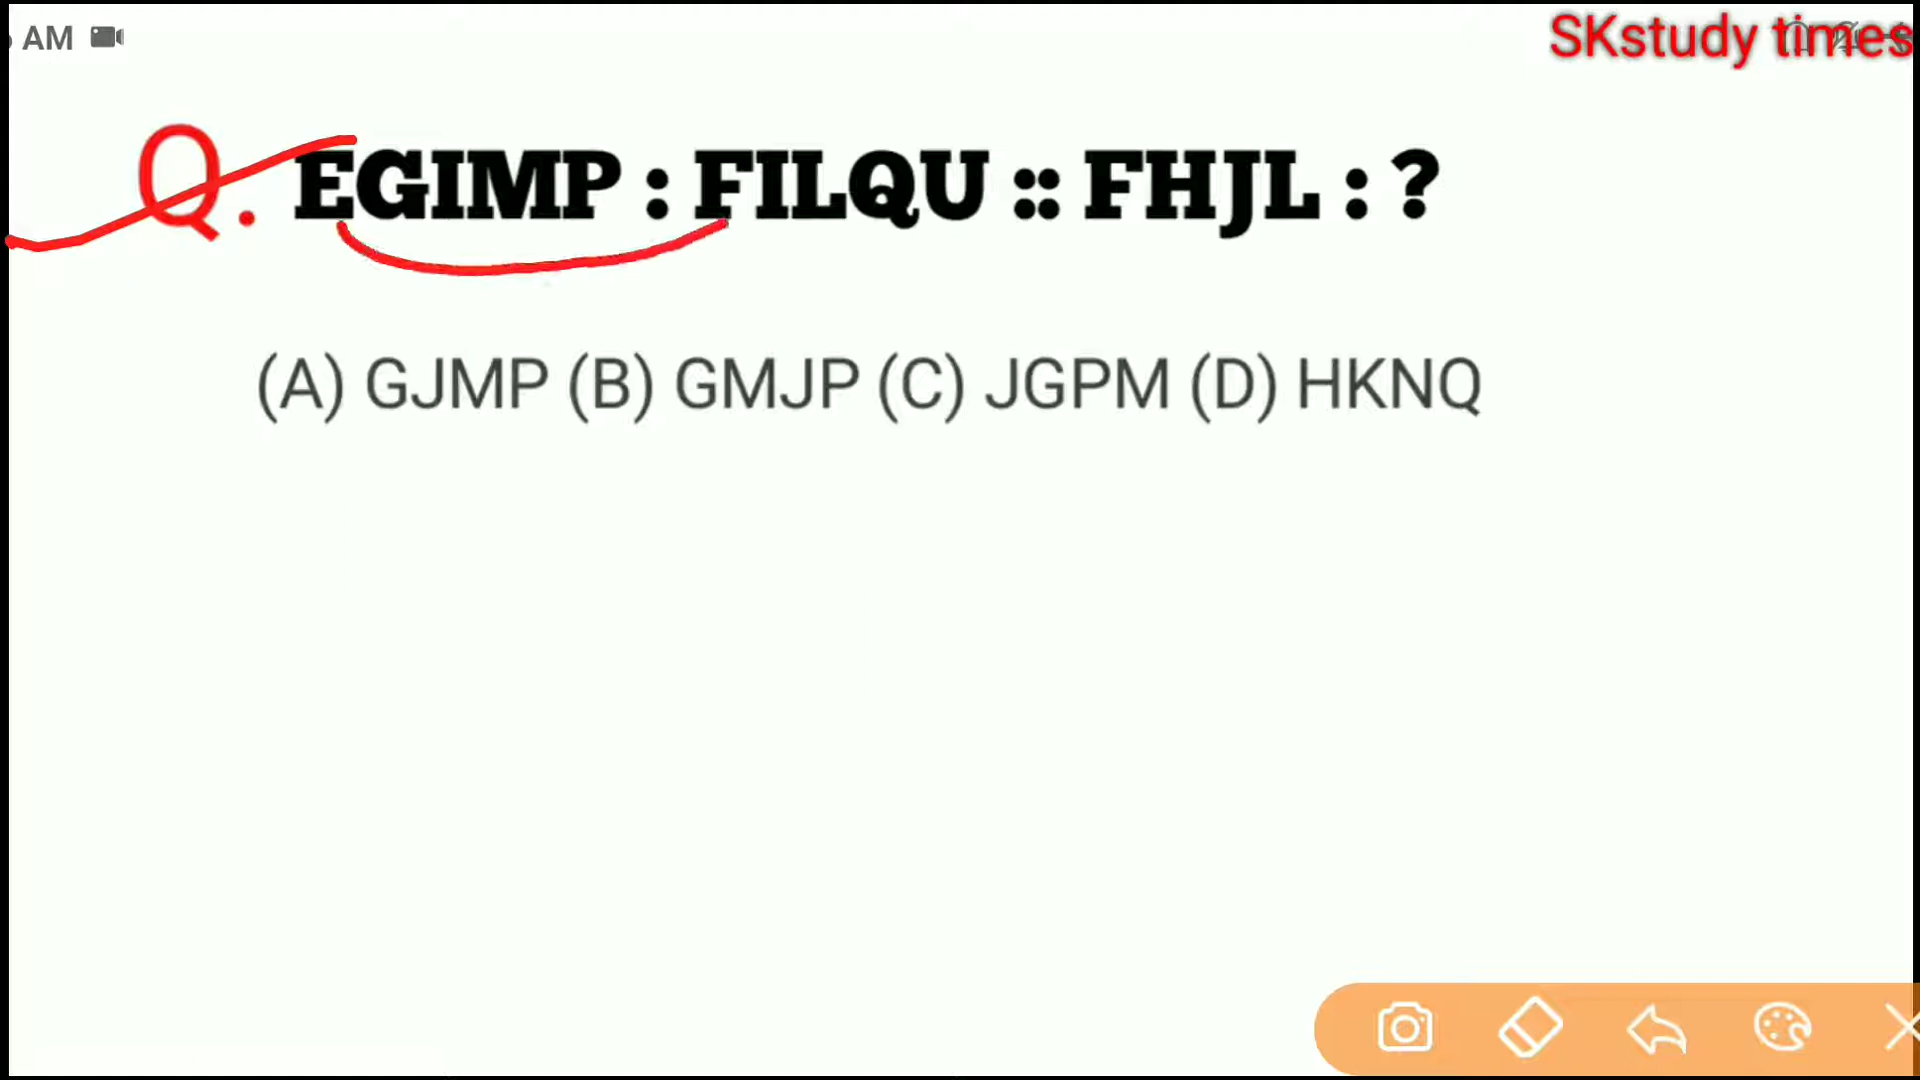 AM
SKstudy times
Q. EGIMP : FILQU :: FHJL : ?
(A) GJMP (B) GMJP (C) JGPM (D) HKNQ